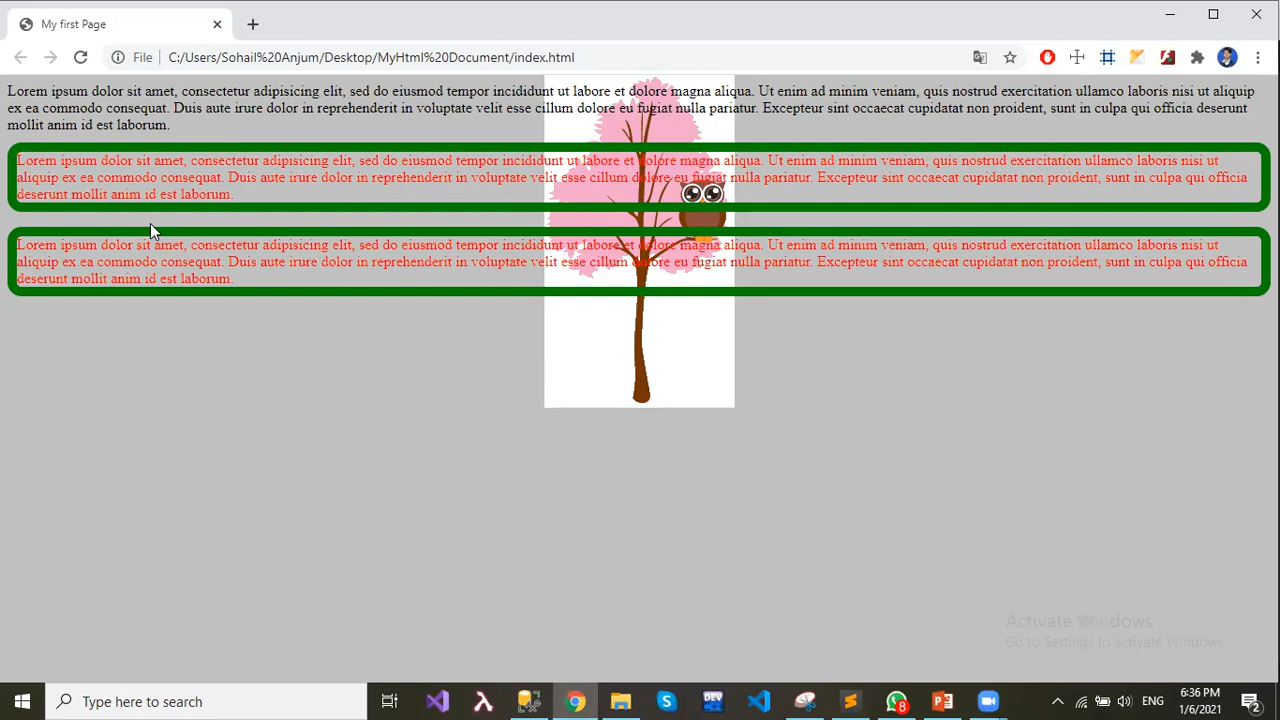 My first Page
File
C:/Users/Sohail%20Anjum/Desktop/MyHtml%20Document/index.html
Lorem ipsum dolor sit amet, consectetur adipisicing elit, sed do eiusmod tempor incididunt ut labore et dolore magna aliqua. Ut enim ad minim veniam, quis nostrud exercitation ullamco laboris nisi ut aliquip
ex ea commodo consequat. Duis aute irure dolor in reprehenderit in voluptate velit esse cillum dolore eu fugiat nulla pariatur. Excepteur sint occaecat cupidatat non proident, sunt in culpa qui officia deserunt
mollit anim id est laborum.
Lorem ipsum dolor sit amet, consectetur adipisicing elit, sed do eiusmod tempor incididunt ut labore et dolore magna aliqua. Ut enim ad minim veniam, quis nostrud exercitation ullamco laboris nisi ut
aliquip ex ea commodo consequat. Duis aute irure dolor in reprehenderit in voluptate velit esse cillum dolore eu fugiat nulla pariatur. Excepteur sint occaecat cupidatat non proident, sunt in culpa qui officia
deserunt mollit anim id est laborum.
Lorem ipsum dolor sit amet, consectetur adipisicing elit, sed do eiusmod tempor incididunt ut labore et dolore magna aliqua. Ut enim ad minim veniam, quis nostrud exercitation ullamco laboris nisi ut
aliquip ex ea commodo consequat. Duis aute irure dolor in reprehenderit in voluptate velit esse cillum dolore eu fugiat nulla pariatur. Excepteur sint occaecat cupidatat non proident, sunt in culpa qui officia
deserunt mollit anim id est laborum.
Activate Windows
Go to Settings to activate Windows.
Type here to search
DEV
8
ENG
6:36 PM
1/6/2021
2